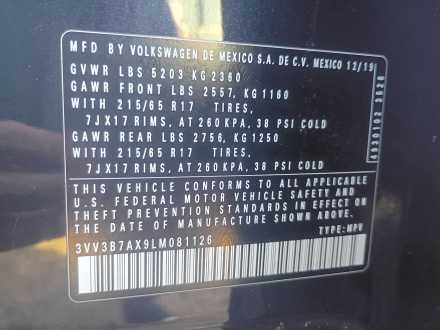 MFD BY VOLKSWAGEN DE MEXICO S.A. DE C.V. MEXICO 12/19
GVWR LBS 5203 KG 2360
GAWR FRONT LBS 2557, KG 1160
WITH 215/65 R17 TIRES,
7JX17 RIMS, AT 260 KPA, 38 PSI COLD
GAWR REAR LBS 2756, KG 1250
WITH 215/65 R17 TIRES,
7JX17 RIMS, AT 260 KPA, 38 PSI COLD
THIS VEHICLE CONFORMS TO ALL APPLICABLE
U.S. FEDERAL MOTOR VEHICLE SAFETY AND
THEFT PREVENTION STANDARDS IN EFFECT ON
THE DATE OF MANUFACTURE SHOWN ABOVE.
3VV3B7AX9LM081126 TYPE: MPV
4930102 3528